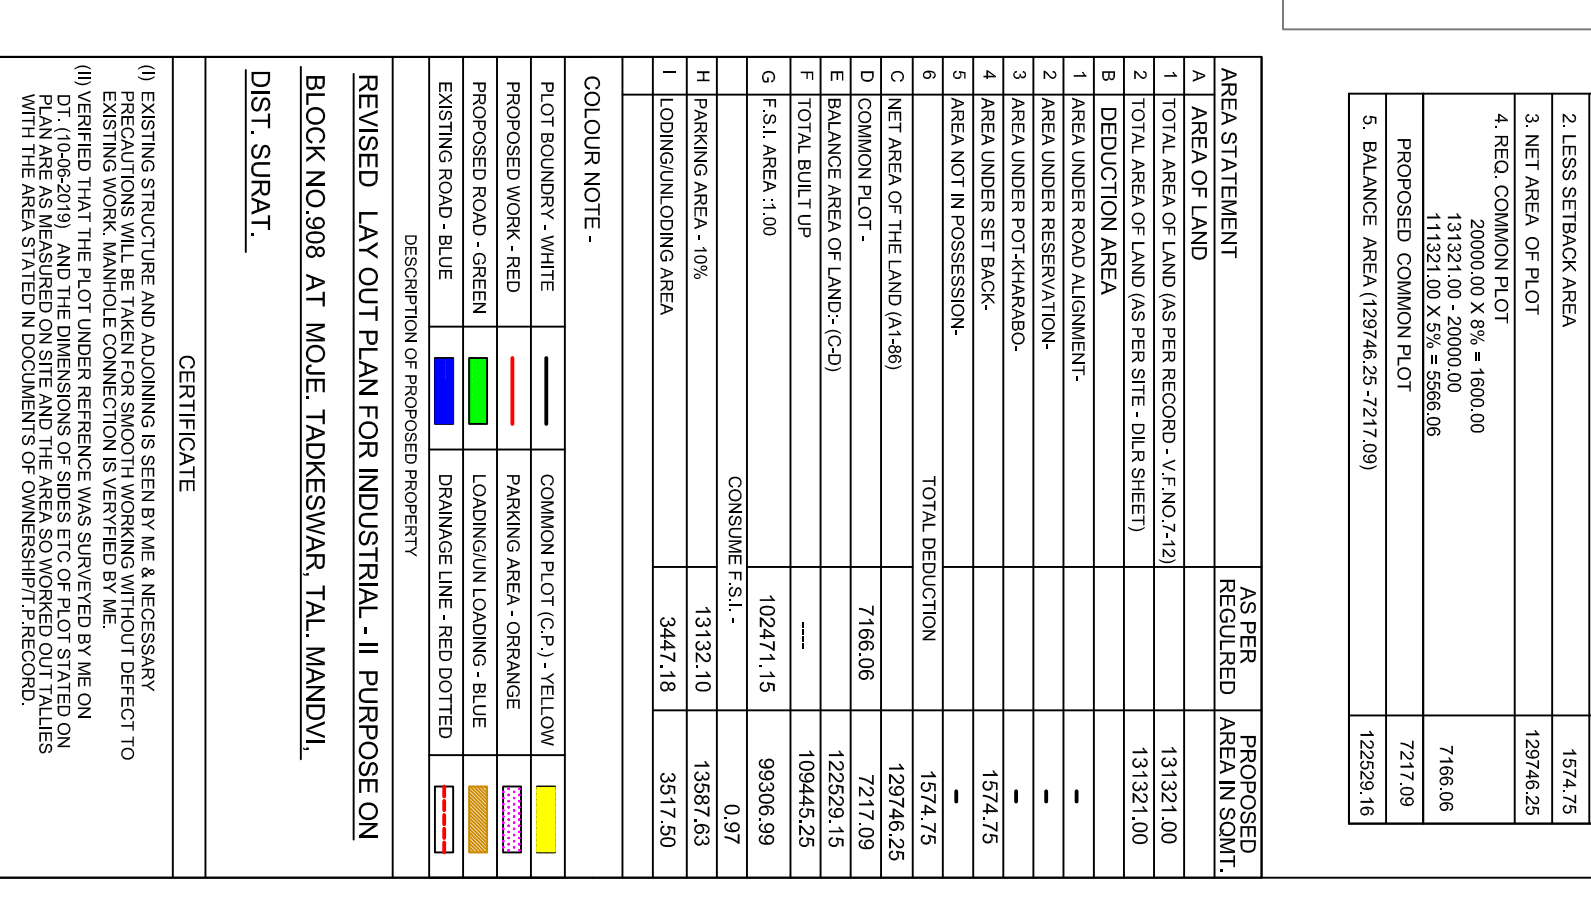 2. LESS SETBACK AREA 1574.75
3. NET AREA OF PLOT 129746.25
4. REQ. COMMON PLOT
20000.00 X 8% = 1600.00
131321.00 - 20000.00
111321.00 X 5% = 5566.06 7166.06
PROPOSED COMMON PLOT 7217.09
5. BALANCE AREA (129746.25 -7217.09) 122529.16
AREA STATEMENT AS PER REGULRED PROPOSED AREA IN SQMT.
A AREA OF LAND
1 TOTAL AREA OF LAND (AS PER RECORD - V.F.NO.7-12) 131321.00
2 TOTAL AREA OF LAND (AS PER SITE - DILR SHEET) 131321.00
B DEDUCTION AREA
1 AREA UNDER ROAD ALIGNMENT- -
2 AREA UNDER RESERVATION- -
3 AREA UNDER POT-KHARABO- -
4 AREA UNDER SET BACK- 1574.75
5 AREA NOT IN POSSESSION- -
6 TOTAL DEDUCTION 1574.75
C NET AREA OF THE LAND (A1-86) 129746.25
D COMMON PLOT - 7166.06 7217.09
E BALANCE AREA OF LAND:- (C-D) 122529.15
F TOTAL BUILT UP ---- 109445.25
G F.S.I. AREA :1.00 102471.15 99306.99
CONSUME F.S.I. - 0.97
H PARKING AREA - 10% 13132.10 13587.63
I LODING/UNLODING AREA 3447.18 3517.50
COLOUR NOTE -
PLOT BOUNDRY - WHITE COMMON PLOT (C.P.) - YELLOW
PROPOSED WORK - RED PARKING AREA - ORRANGE
PROPOSED ROAD - GREEN LOADING/UN LOADING - BLUE
EXISTING ROAD - BLUE DRAINAGE LINE - RED DOTTED
DESCRIPTION OF PROPOSED PROPERTY
REVISED LAY OUT PLAN FOR INDUSTRIAL - II PURPOSE ON
BLOCK NO.908 AT MOJE. TADKESWAR, TAL. MANDVI,
DIST. SURAT.
CERTIFICATE
(I) EXISTING STRUCTURE AND ADJOINING IS SEEN BY ME & NECESSARY
PRECAUTIONS WILL BE TAKEN FOR SMOOTH WORKING WITHOUT DEFECT TO
EXISTING WORK. MANHOLE CONNECTION IS VERYFIED BY ME.
(II) VERIFIED THAT THE PLOT UNDER REFRENCE WAS SURVEYED BY ME ON
DT. (10-06-2019) AND THE DIMENSIONS OF SIDES ETC OF PLOT STATED ON
PLAN ARE AS MEASURED ON SITE AND THE AREA SO WORKED OUT TALLIES
WITH THE AREA STATED IN DOCUMENTS OF OWNERSHIP/T.P.RECORD.